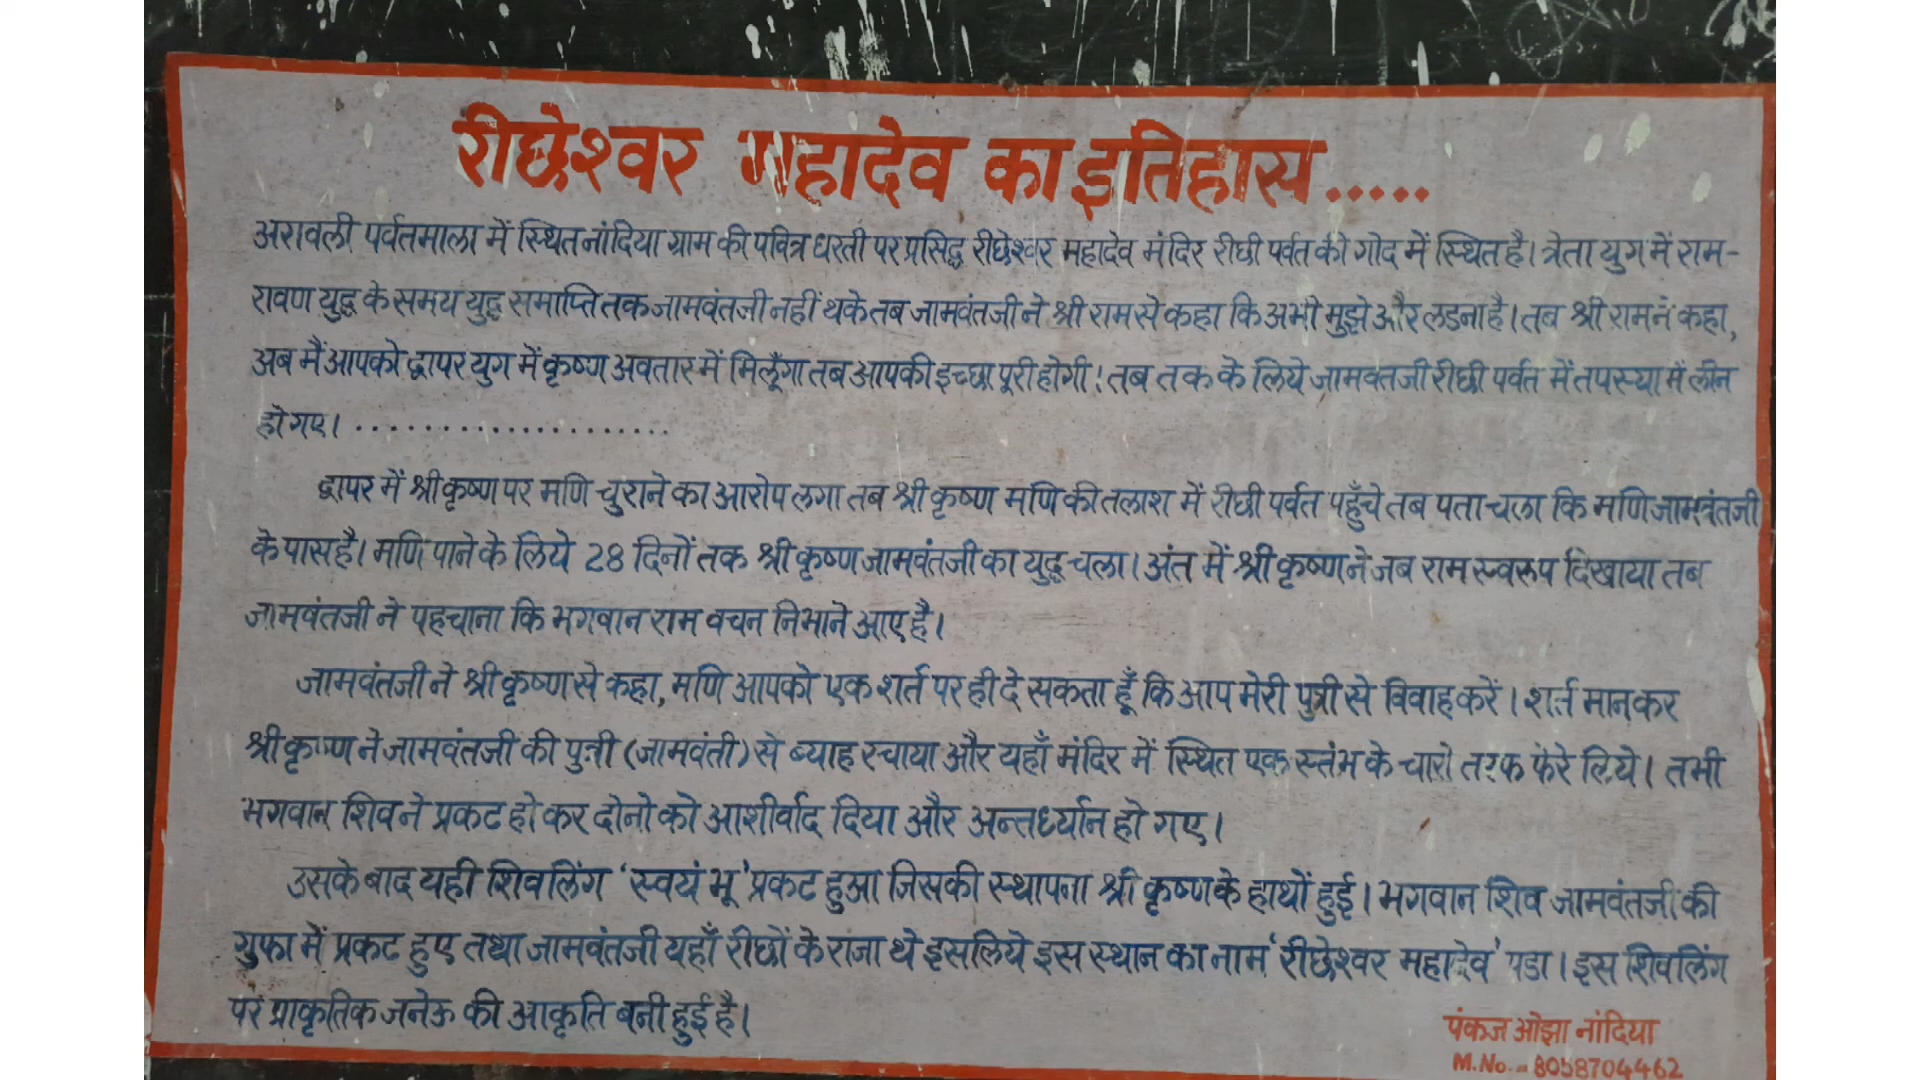 रीछेश्वर महादेव का इतिहास.....
अरावली पर्वतमाला में स्थित नांदिया ग्राम की पवित्र धरती पर प्रसिद्ध रीछेश्वर महादेव मंदिर रीछी पर्वत की गोद में स्थित है। त्रेता युग में राम-
रावण युद्ध के समय युद्ध समाप्ति तक जामवंतजी नहीं थके तब जामवंतजी ने श्री राम से कहा कि अभी मुझे और लडना है। तब श्री राम ने कहा,
अब मैं आपको द्वापर युग में कृष्ण अवतार में मिलूँगा तब आपकी इच्छा पूरी होगी! तब तक के लिये जामवंतजी रीछी पर्वत में तपस्या में लीन
हो गए। .....................
द्वापर में श्री कृष्ण पर मणि चुराने का आरोप लगा तब श्री कृष्ण मणि की तलाश में रीछी पर्वत पहुँचे तब पता चला कि मणि जामवंतजी
के पास है। मणि पाने के लिये 28 दिनों तक श्री कृष्ण जामवंतजी का युद्ध चला। अंत में श्री कृष्ण ने जब राम स्वरूप दिखाया तब
जामवंतजी ने पहचाना कि भगवान राम वचन निभाने आए है।
जामवंतजी ने श्री कृष्ण से कहा, मणि आपको एक शर्त पर ही दे सकता हूँ कि आप मेरी पुत्री से विवाह करें। शर्त मानकर
श्री कृष्ण ने जामवंतजी की पुत्री (जामवंती) से ब्याह रचाया और यहाँ मंदिर में स्थित एक स्तंभ के चारो तरफ फेरे लिये। तभी
भगवान शिव ने प्रकट हो कर दोनो को आशीर्वाद दिया और अन्तर्ध्यान हो गए।
उसके बाद यही शिवलिंग 'स्वयं भू' प्रकट हुआ जिसकी स्थापना श्री कृष्ण के हाथों हुई। भगवान शिव जामवंतजी की
गुफा में प्रकट हुए तथा जामवंतजी यहाँ रीछों के राजा थे इसलिये इस स्थान का नाम 'रीछेश्वर महादेव' पडा। इस शिवलिंग
पर प्राकृतिक जनेऊ की आकृति बनी हुई है।
पंकज ओझा नांदिया
M.No.- 8058704462